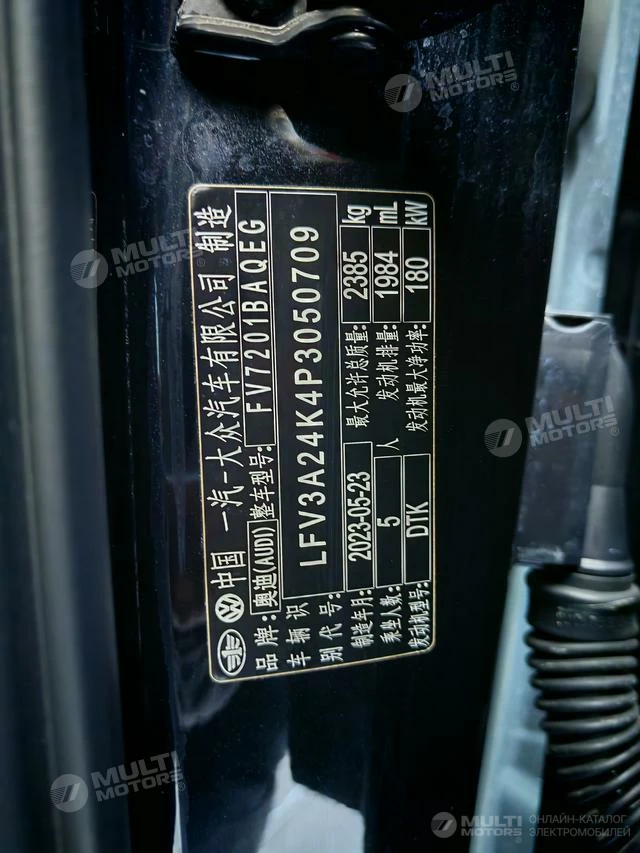 中国 一汽-大众汽车有限公司 制造
品牌:奥迪(AUDI) 整车型号: FV7201BAQEG
车辆识别代号: LFV3A24K4P3050709
制造年月: 2023-05-23 最大允许总质量: 2385 kg
乘坐人数: 5 人 发动机排量: 1984 mL
发动机型号: DTK 发动机最大净功率: 180 kW
MULTI MOTORS®
MULTI MOTORS®
MULTI MOTORS®
MULTI MOTORS®
MULTI MOTORS®
MULTI MOTORS®
ОНЛАЙН-КАТАЛОГ
ЭЛЕКТРОМОБИЛЕЙ